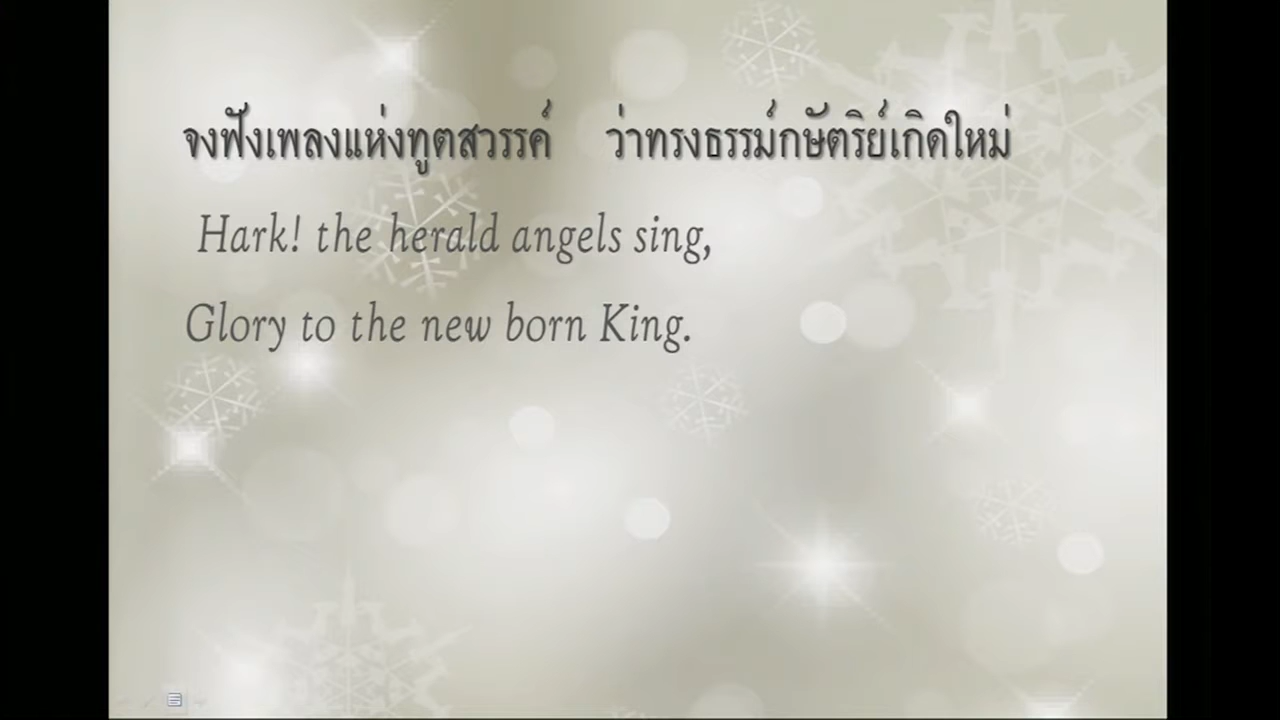 จงฟังเพลงแห่งทูตสวรรค์ ว่าทรงธรรม์กษัตริย์เกิดใหม่
Hark! the herald angels sing,
Glory to the new born King.